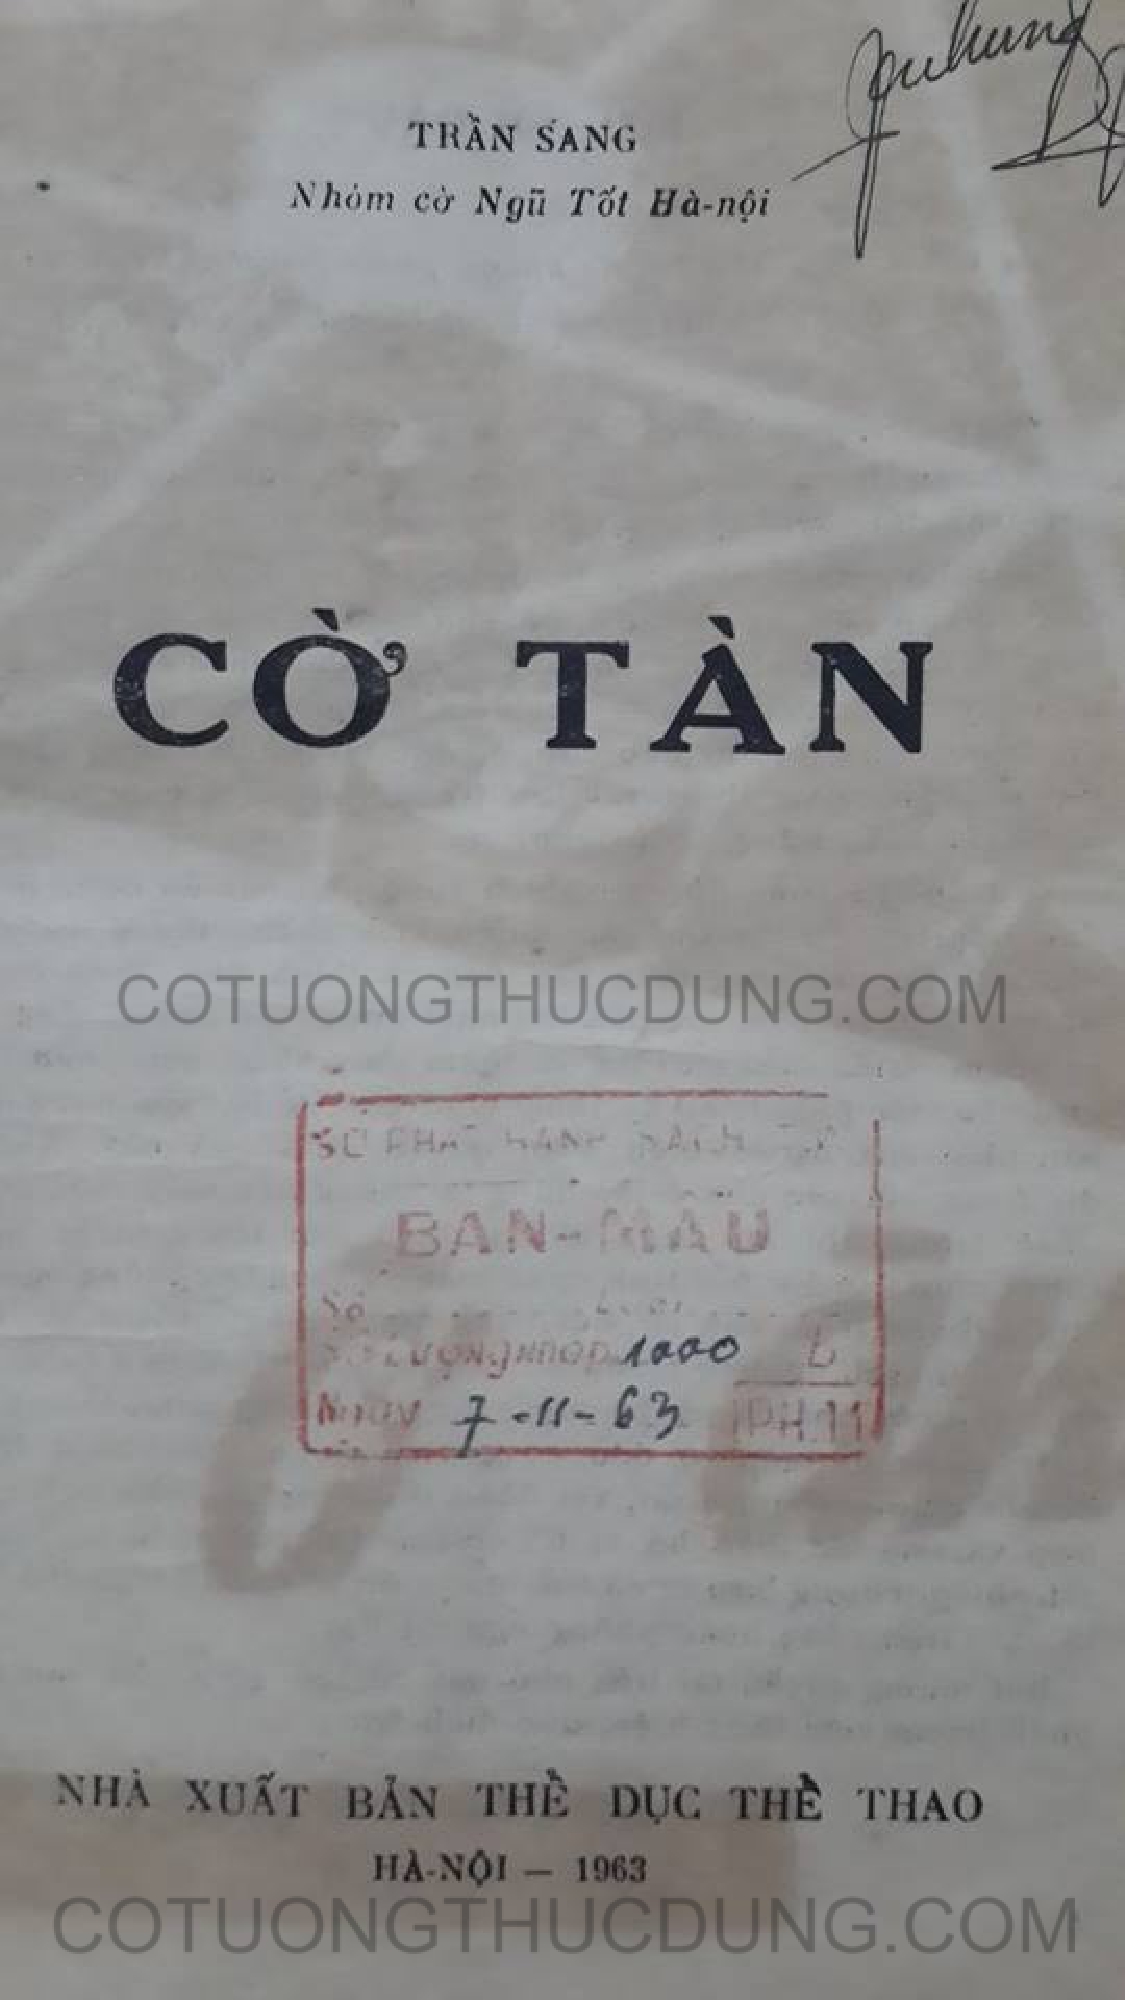 TRẦN SANG
Nhóm cờ Ngũ Tốt Hà-nội
CỜ TÀN
COTUONGTHUCDUNG.COM
BAN-MẪU
Số
1000
7-11-63
PH.11
NHÀ XUẤT BẢN THỂ DỤC THỂ THAO
HÀ-NỘI — 1963
COTUONGTHUCDUNG.COM